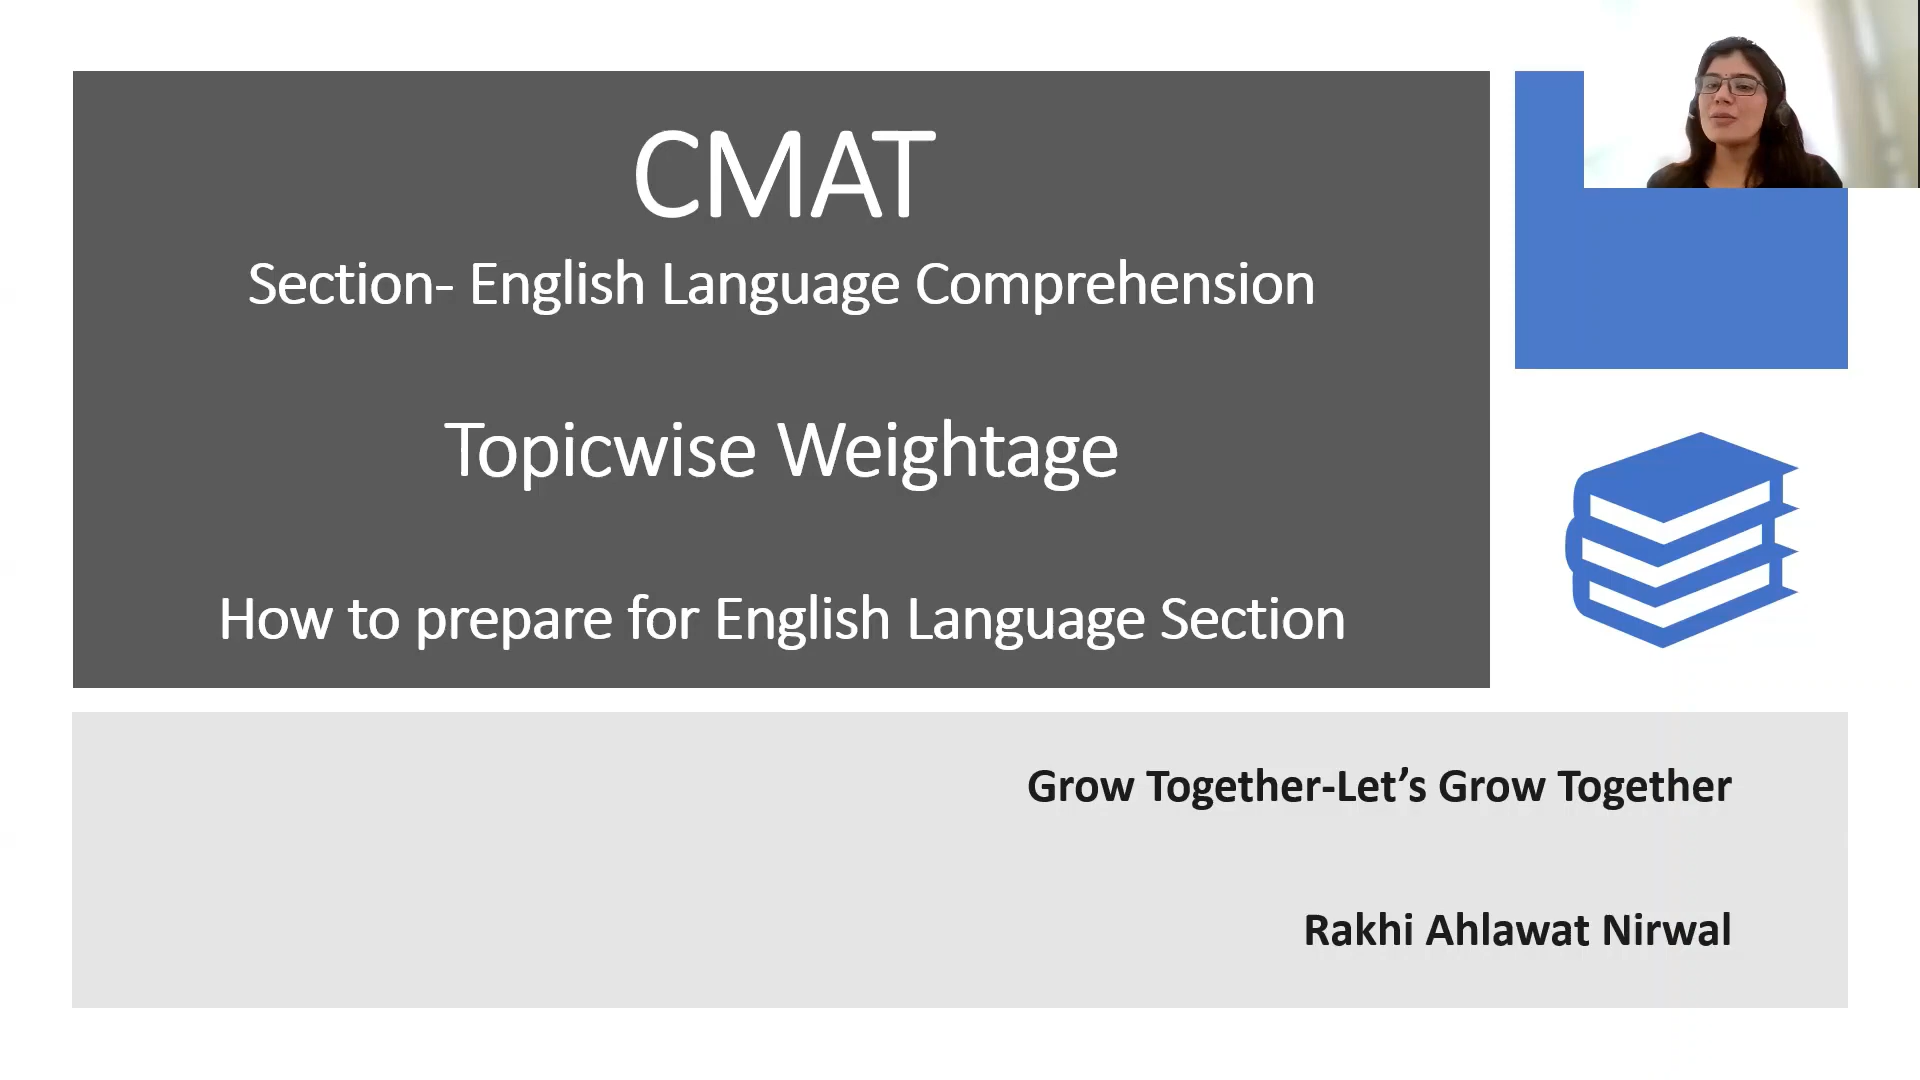 CMAT
Section- English Language Comprehension
Topicwise Weightage
How to prepare for English Language Section
Grow Together-Let’s Grow Together
Rakhi Ahlawat Nirwal